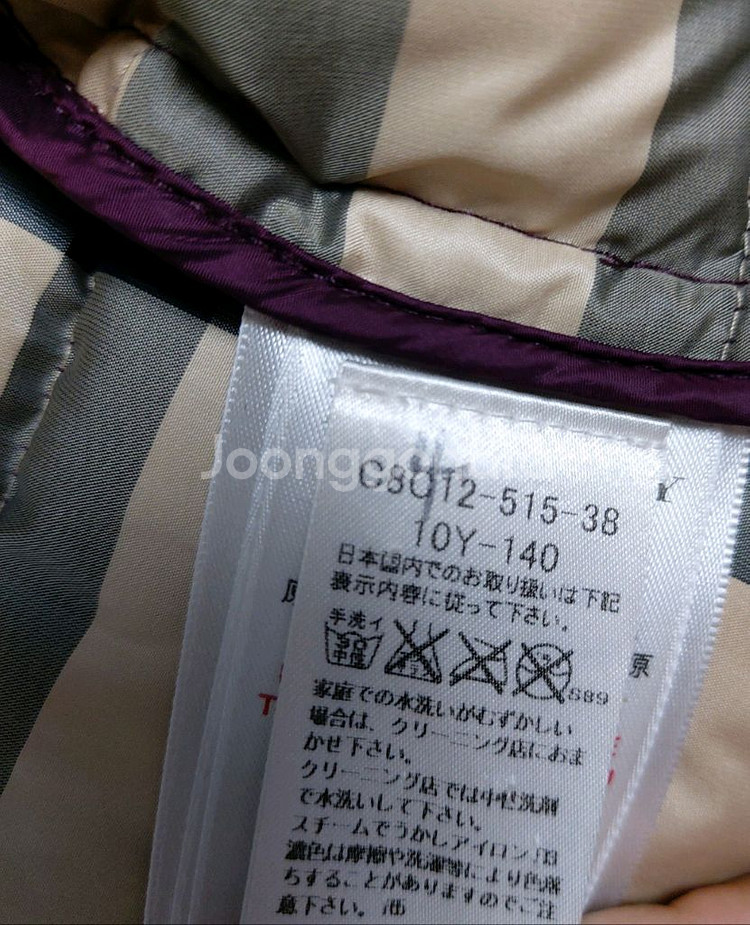 C8012-515-38
10Y-140
日本国内でのお取り扱いは下記
表示内容に従って下さい。
手洗イ
30
中性
S89
家庭での水洗いがむずかしい
場合は、クリーニング店におま
かせ下さい。
クリーニング店では中性洗剤
で水洗いして下さい。
スチームでうかしアイロン
濃色は摩擦や洗濯等により色落
ちすることがありますのでご注
意下さい。
原